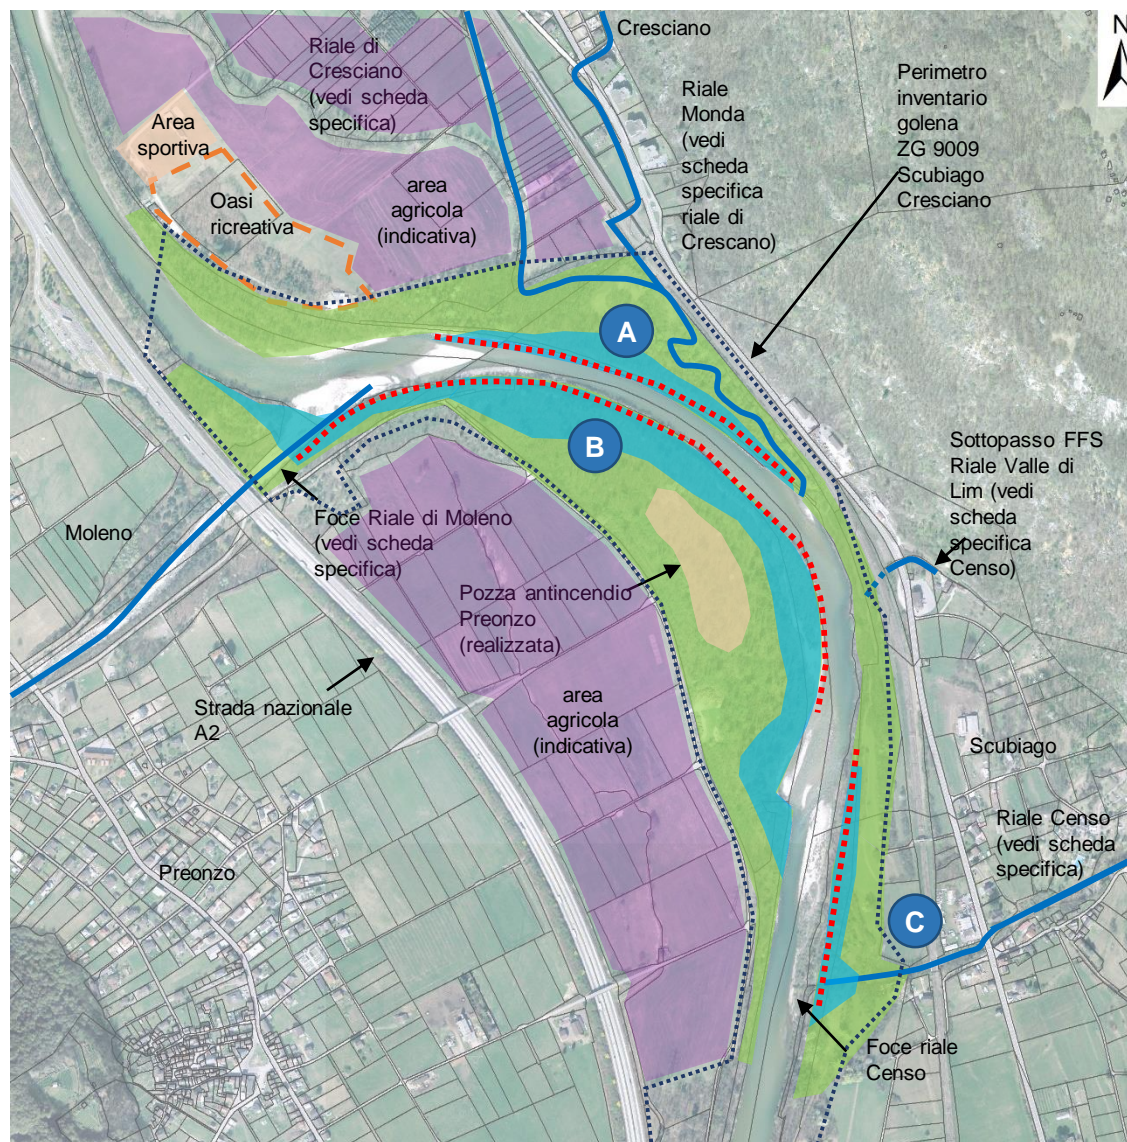 Cresciano
N
Riale di
Cresciano
(vedi scheda
specifica)
Riale
Monda
(vedi
scheda
specifica
riale di
Crescano)
Perimetro
inventario
golena
ZG 9009
Scubiago
Cresciano
Area
sportiva
Oasi
ricreativa
area
agricola
(indicativa)
A
B
Sottopasso FFS
Riale Valle di
Lim (vedi
scheda
specifica
Censo)
Moleno
Foce Riale di Moleno
(vedi scheda
specifica)
Pozza antincendio
Preonzo
(realizzata)
Strada nazionale
A2
area
agricola
(indicativa)
Scubiago
Riale Censo
(vedi scheda
specifica)
Preonzo
C
Foce riale
Censo